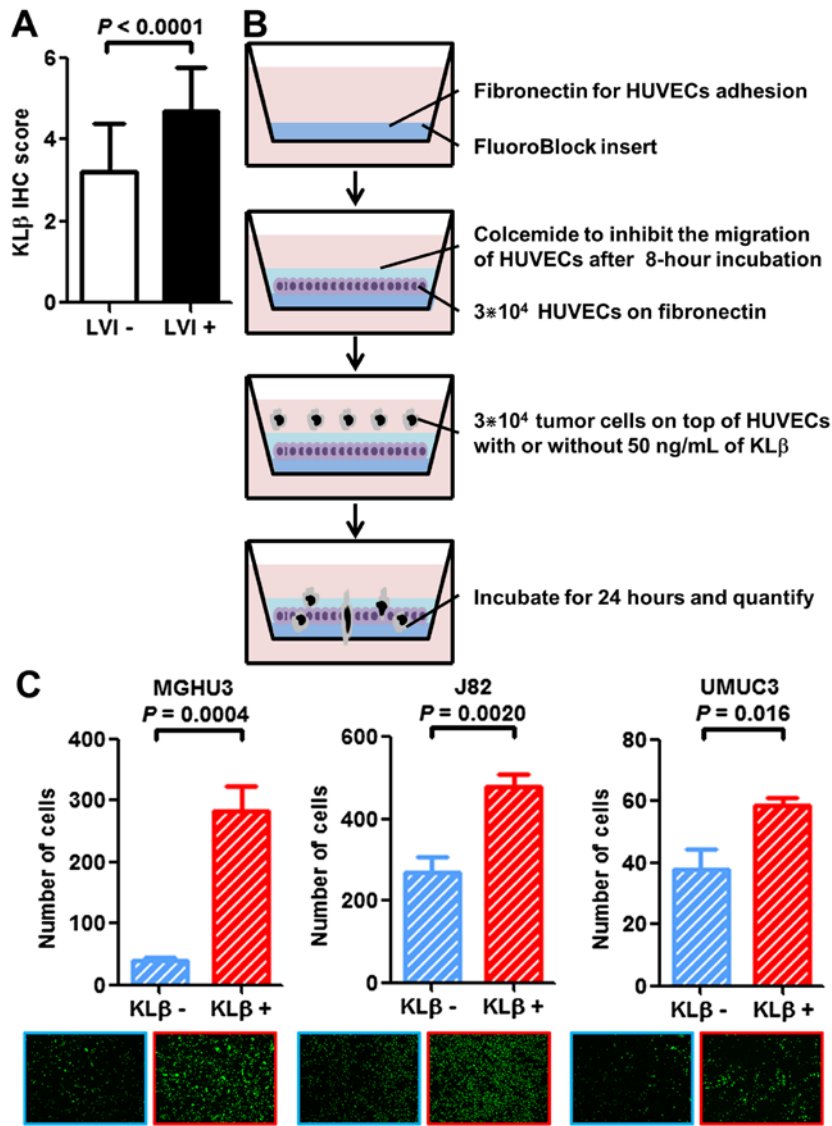 A
P < 0.0001
KLβ IHC score
6
4
2
0
LVI -
LVI +
B
Fibronectin for HUVECs adhesion
FluoroBlock insert
Colcemide to inhibit the migration
of HUVECs after 8-hour incubation
3※10⁴ HUVECs on fibronectin
3※10⁴ tumor cells on top of HUVECs
with or without 50 ng/mL of KLβ
Incubate for 24 hours and quantify
C
MGHU3
P = 0.0004
Number of cells
400
300
200
100
0
KLβ -
KLβ +
J82
P = 0.0020
Number of cells
600
400
200
0
KLβ -
KLβ +
UMUC3
P = 0.016
Number of cells
80
60
40
20
0
KLβ -
KLβ +